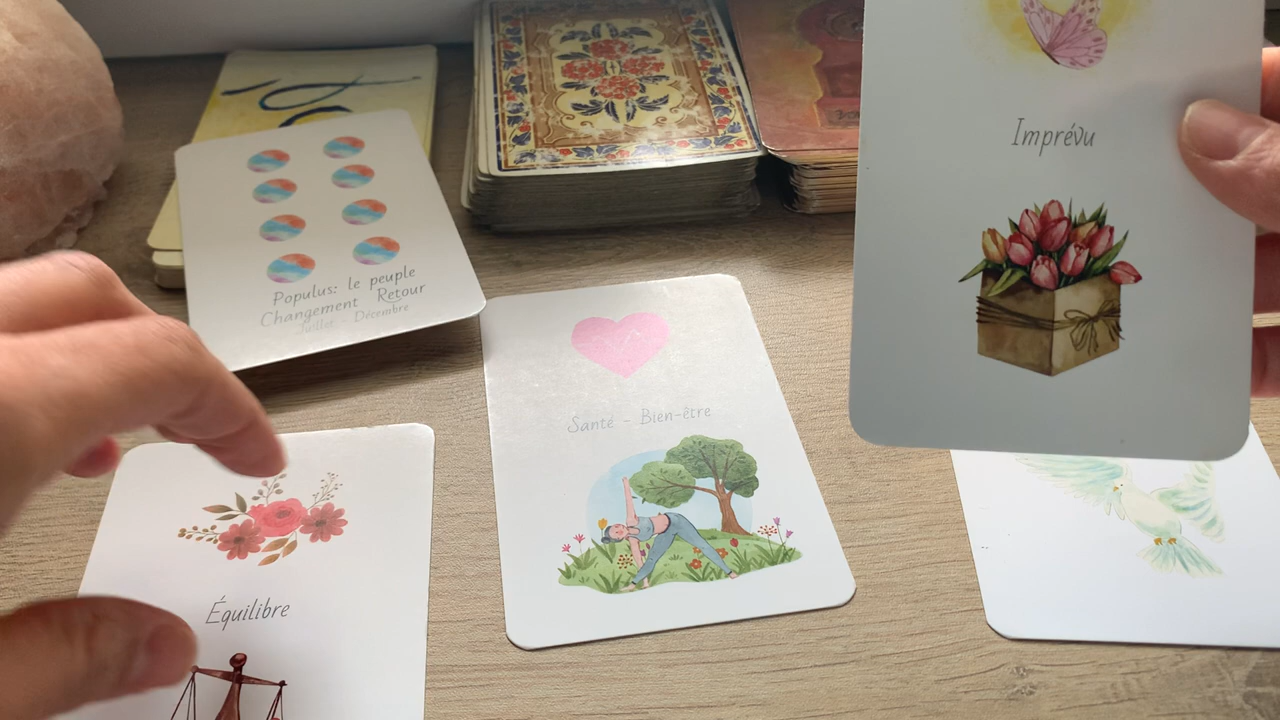 Imprévu
Populus: le peuple
Changement Retour
Juillet - Décembre
Santé - Bien-être
Équilibre